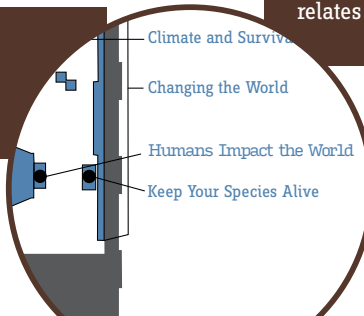 relates
Climate and Surviva
Changing the World
Humans Impact the World
Keep Your Species Alive